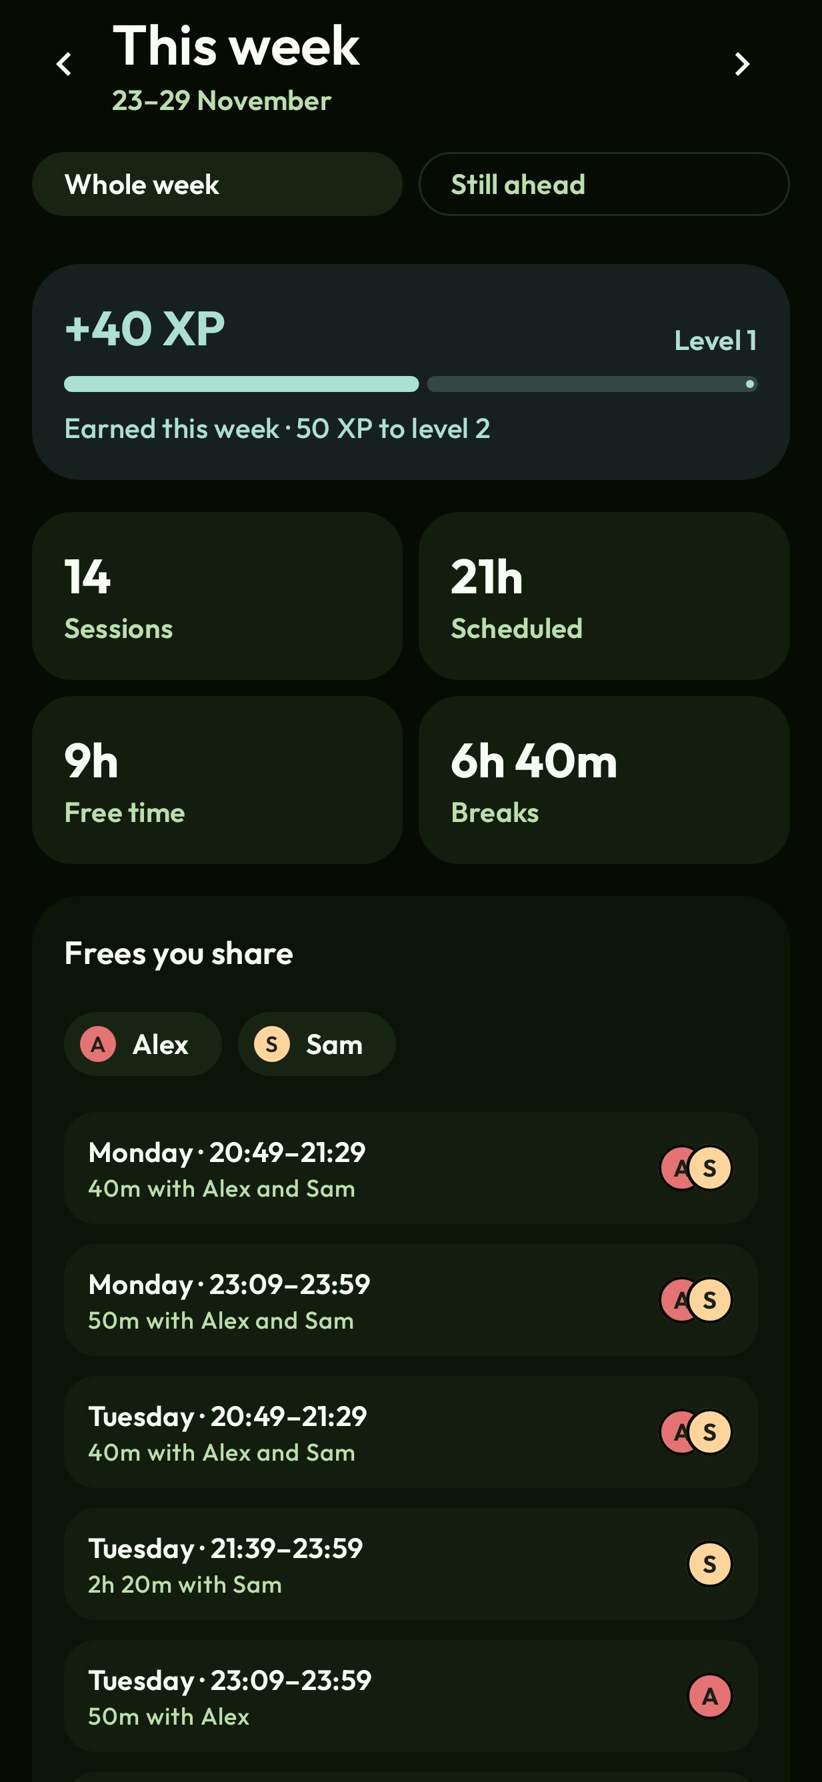 This week
23–29 November
Whole week
Still ahead
+40 XP
Level 1
Earned this week · 50 XP to level 2
14
Sessions
21h
Scheduled
9h
Free time
6h 40m
Breaks
Frees you share
A Alex
S Sam
Monday · 20:49–21:29
40m with Alex and Sam
A S
Monday · 23:09–23:59
50m with Alex and Sam
A S
Tuesday · 20:49–21:29
40m with Alex and Sam
A S
Tuesday · 21:39–23:59
2h 20m with Sam
S
Tuesday · 23:09–23:59
50m with Alex
A